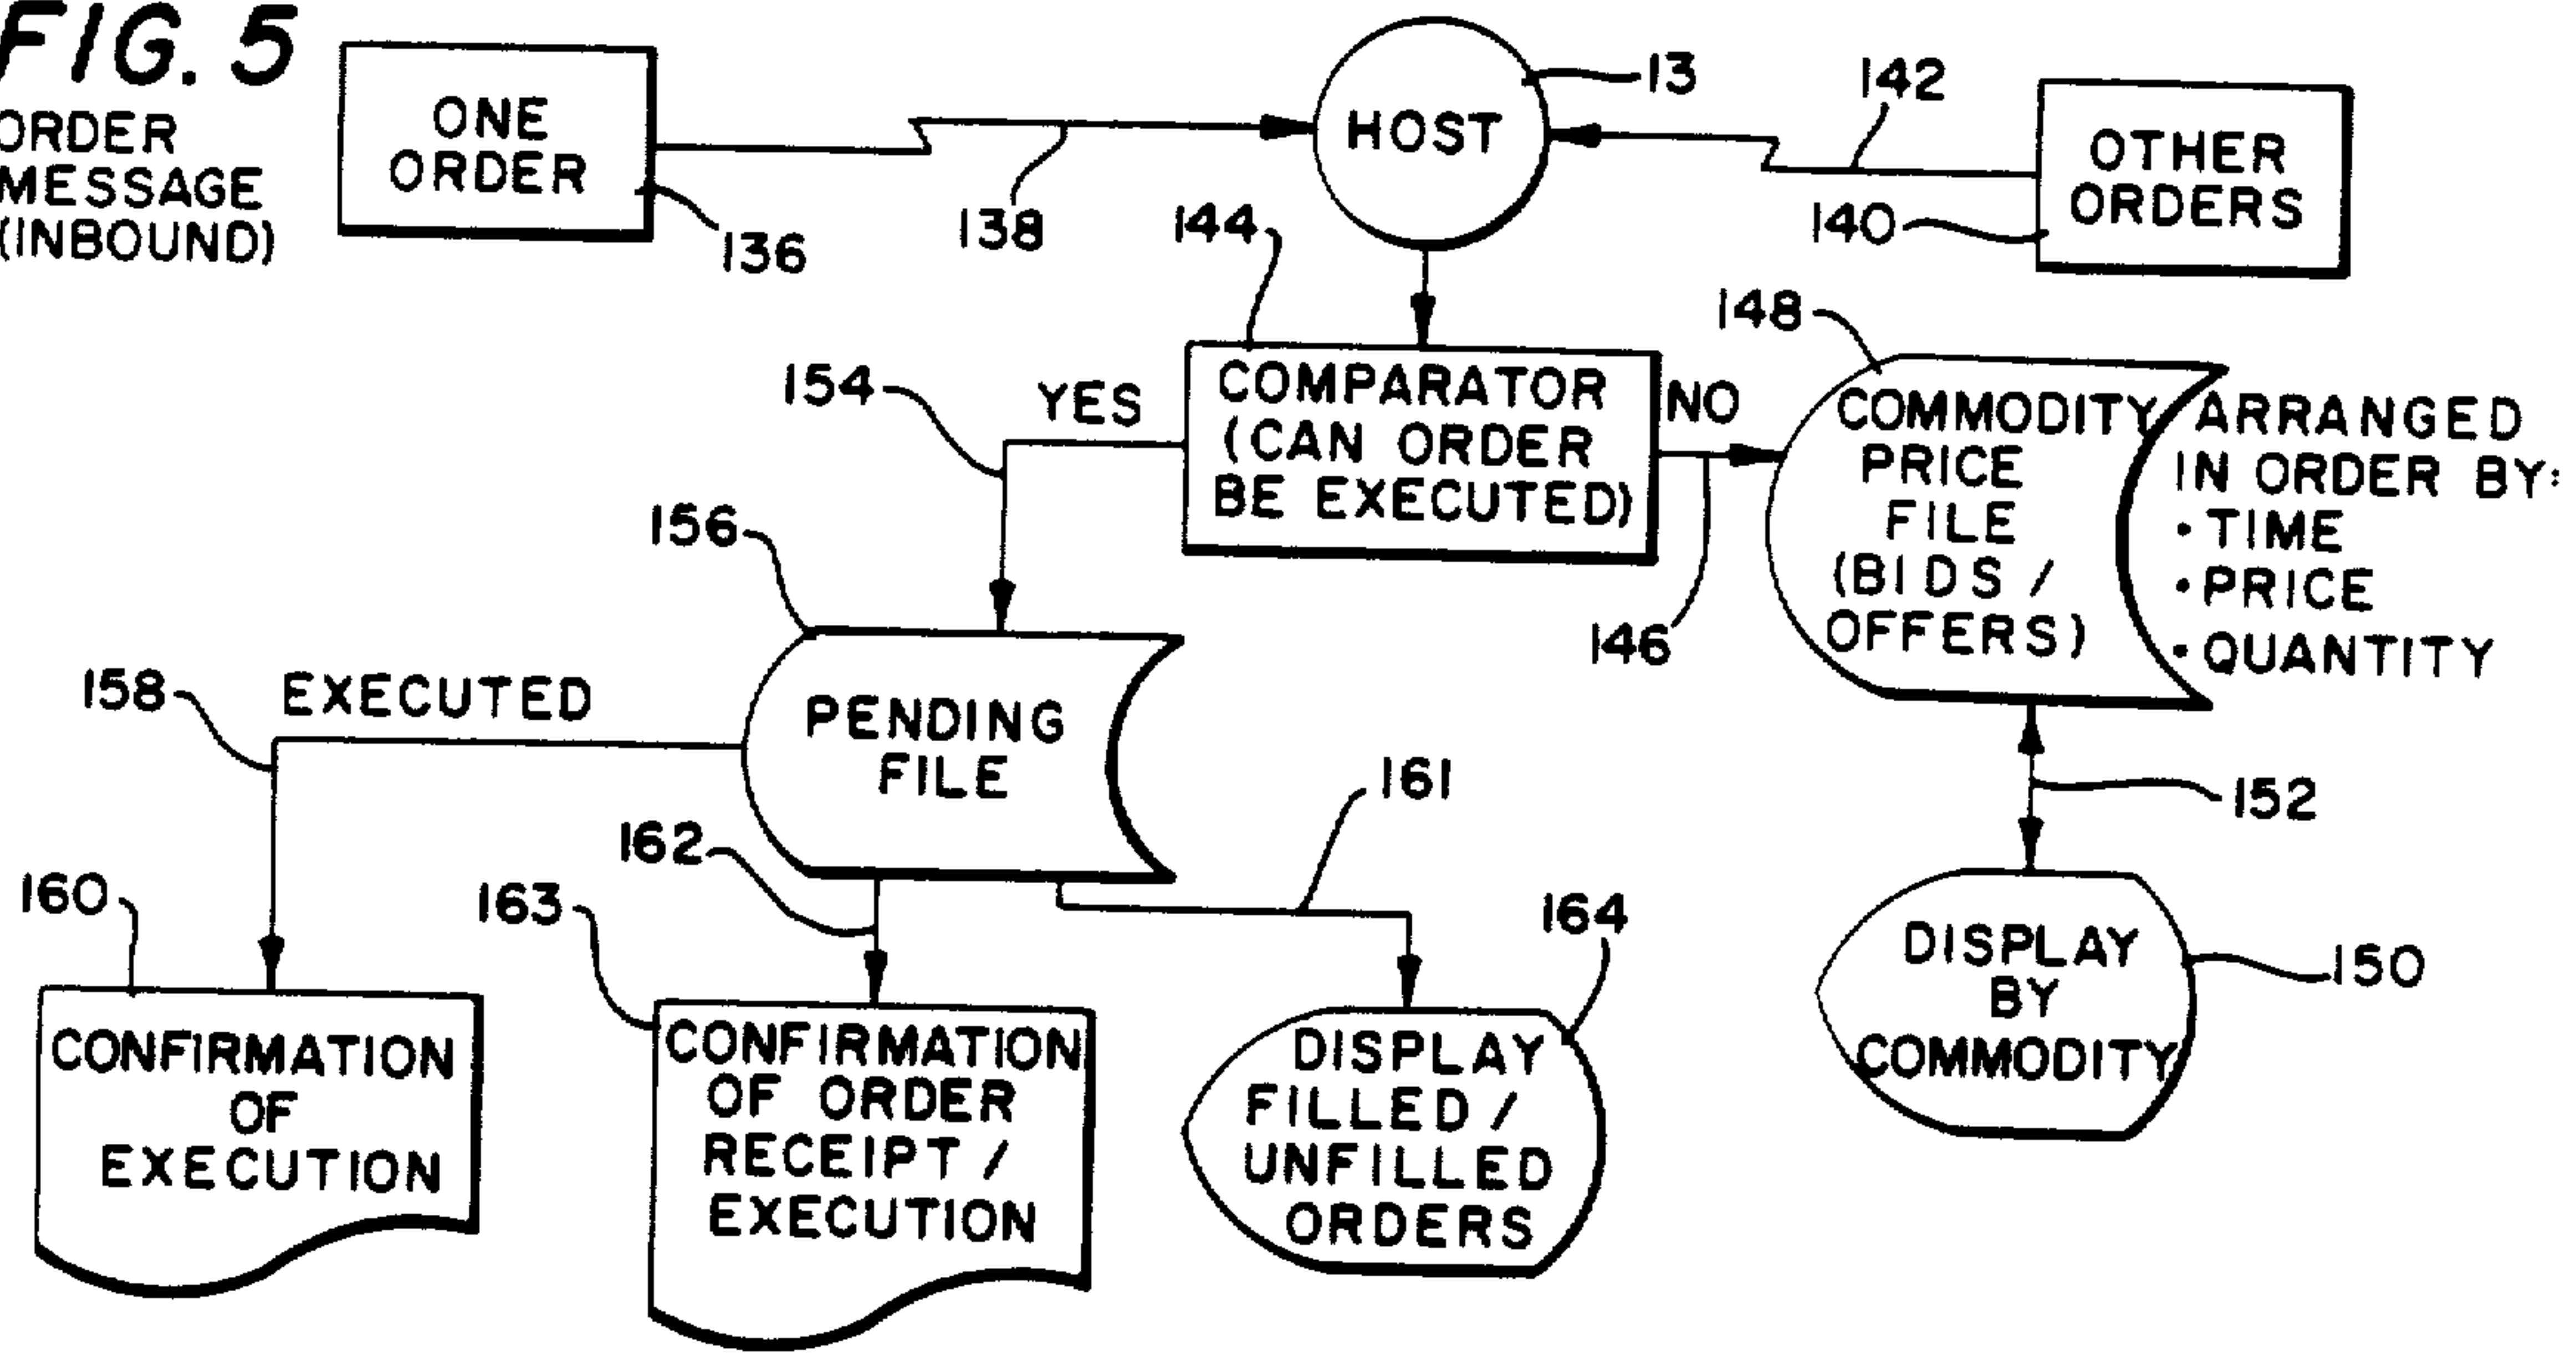 FIG. 5
ORDER
MESSAGE
(INBOUND)
ONE
ORDER
136
138
HOST
13
142
OTHER
ORDERS
140
144
COMPARATOR
(CAN ORDER
BE EXECUTED)
YES
154
NO
146
148
COMMODITY
PRICE
FILE
(BIDS /
OFFERS)
ARRANGED
IN ORDER BY:
• TIME
• PRICE
• QUANTITY
156
PENDING
FILE
158
EXECUTED
152
161
162
160
CONFIRMATION
OF
EXECUTION
163
CONFIRMATION
OF ORDER
RECEIPT /
EXECUTION
164
DISPLAY
FILLED /
UNFILLED
ORDERS
DISPLAY
BY
COMMODITY
150